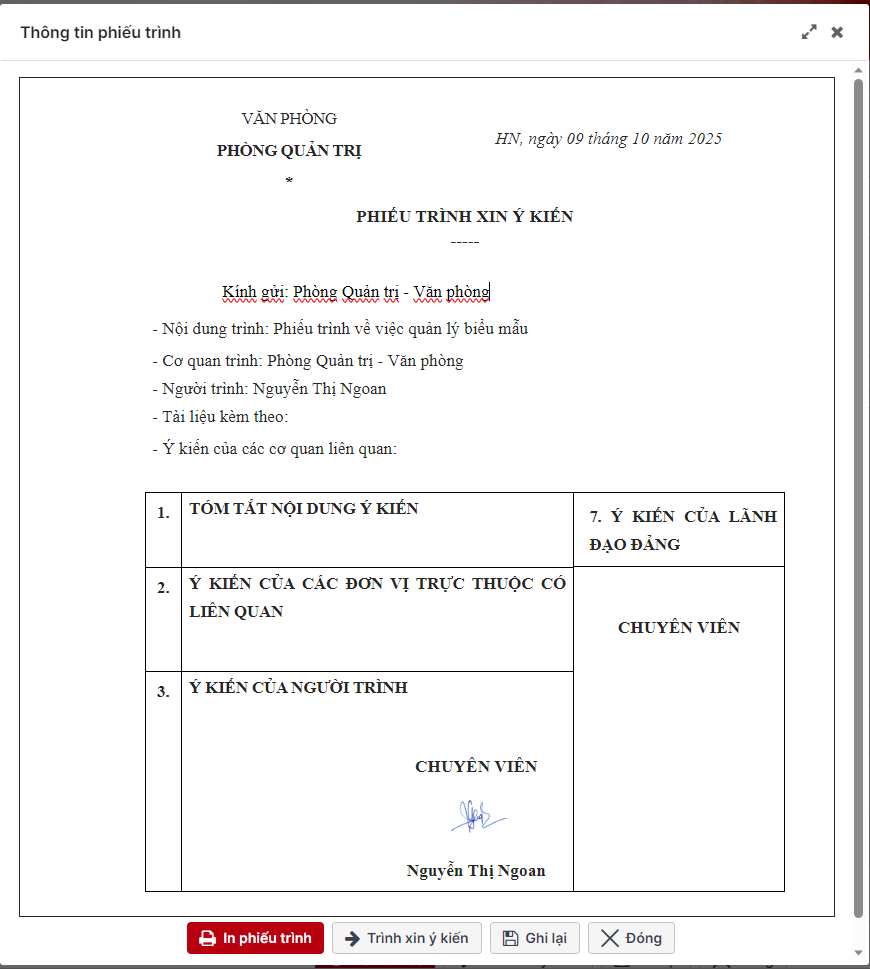 Thông tin phiếu trình
VĂN PHÒNG
PHÒNG QUẢN TRỊ
*
HN, ngày 09 tháng 10 năm 2025
PHIẾU TRÌNH XIN Ý KIẾN
-----
Kính gửi: Phòng Quản trị - Văn phòng
- Nội dung trình: Phiếu trình về việc quản lý biểu mẫu
- Cơ quan trình: Phòng Quản trị - Văn phòng
- Người trình: Nguyễn Thị Ngoan
- Tài liệu kèm theo:
- Ý kiến của các cơ quan liên quan:
1. TÓM TẮT NỘI DUNG Ý KIẾN
7. Ý KIẾN CỦA LÃNH
ĐẠO ĐẢNG
2. Ý KIẾN CỦA CÁC ĐƠN VỊ TRỰC THUỘC CÓ
LIÊN QUAN
CHUYÊN VIÊN
3. Ý KIẾN CỦA NGƯỜI TRÌNH
CHUYÊN VIÊN
Nguyễn Thị Ngoan
In phiếu trình
Trình xin ý kiến
Ghi lại
Đóng